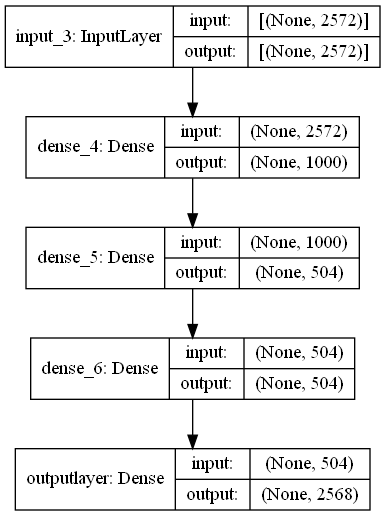 input_3: InputLayer
input: [(None, 2572)]
output: [(None, 2572)]
dense_4: Dense
input: (None, 2572)
output: (None, 1000)
dense_5: Dense
input: (None, 1000)
output: (None, 504)
dense_6: Dense
input: (None, 504)
output: (None, 504)
outputlayer: Dense
input: (None, 504)
output: (None, 2568)